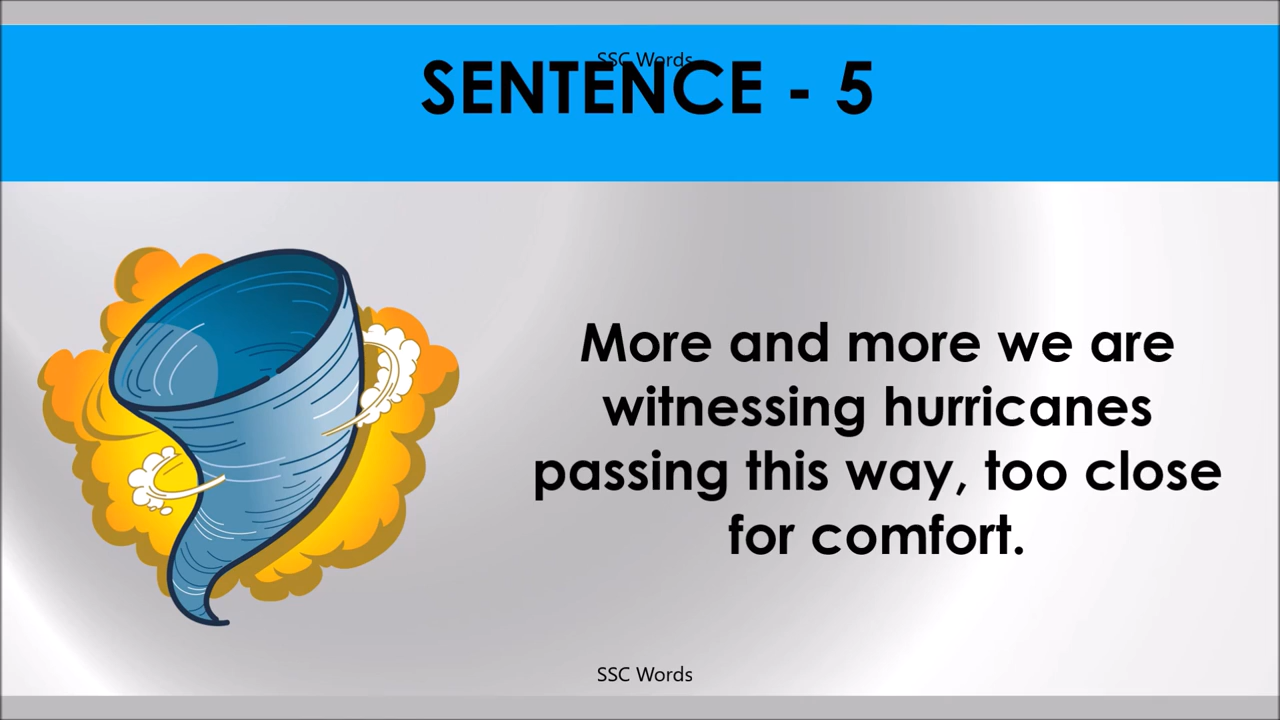 SSC Words
SENTENCE - 5
More and more we are
witnessing hurricanes
passing this way, too close
for comfort.
SSC Words